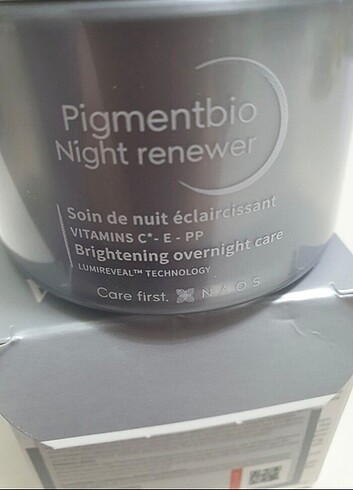 Pigmentbio
Night renewer
Soin de nuit éclaircissant
VITAMINS C*- E - PP
Brightening overnight care
LUMIREVEAL™ TECHNOLOGY
Care first. NAOS